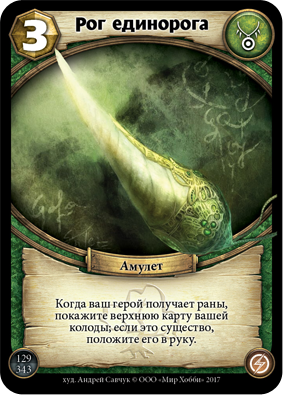 3
Рог единорога
Амулет
Когда ваш герой получает раны,
покажите верхнюю карту вашей
колоды; если это существо,
положите его в руку.
129
343
худ. Андрей Савчук © ООО «Мир Хобби» 2017